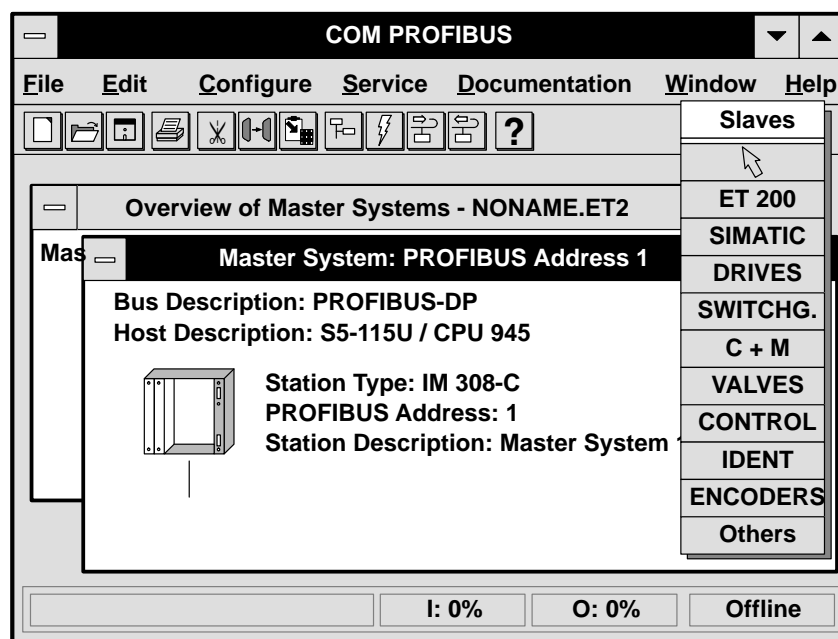 COM PROFIBUS
File Edit Configure Service Documentation Window Help
?
Slaves
ET 200
SIMATIC
DRIVES
SWITCHG.
C + M
VALVES
CONTROL
IDENT
ENCODERS
Others
Overview of Master Systems - NONAME.ET2
Mas
Master System: PROFIBUS Address 1
Bus Description: PROFIBUS-DP
Host Description: S5-115U / CPU 945
Station Type: IM 308-C
PROFIBUS Address: 1
Station Description: Master System 1
I: 0% O: 0% Offline